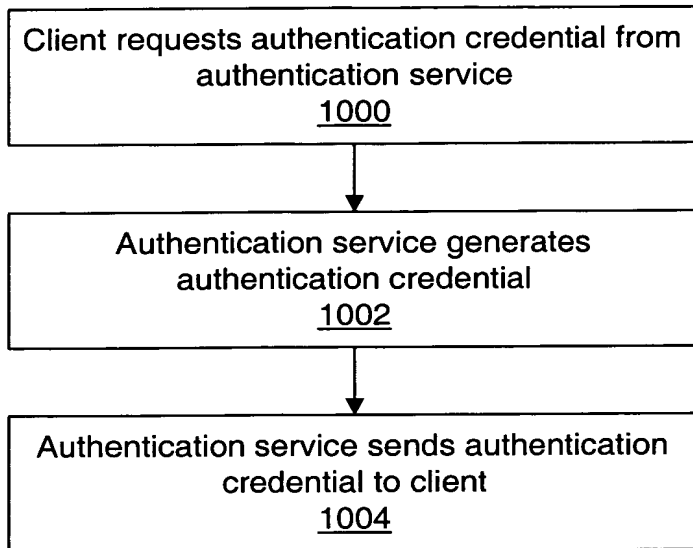 Client requests authentication credential from
authentication service
1000
Authentication service generates
authentication credential
1002
Authentication service sends authentication
credential to client
1004